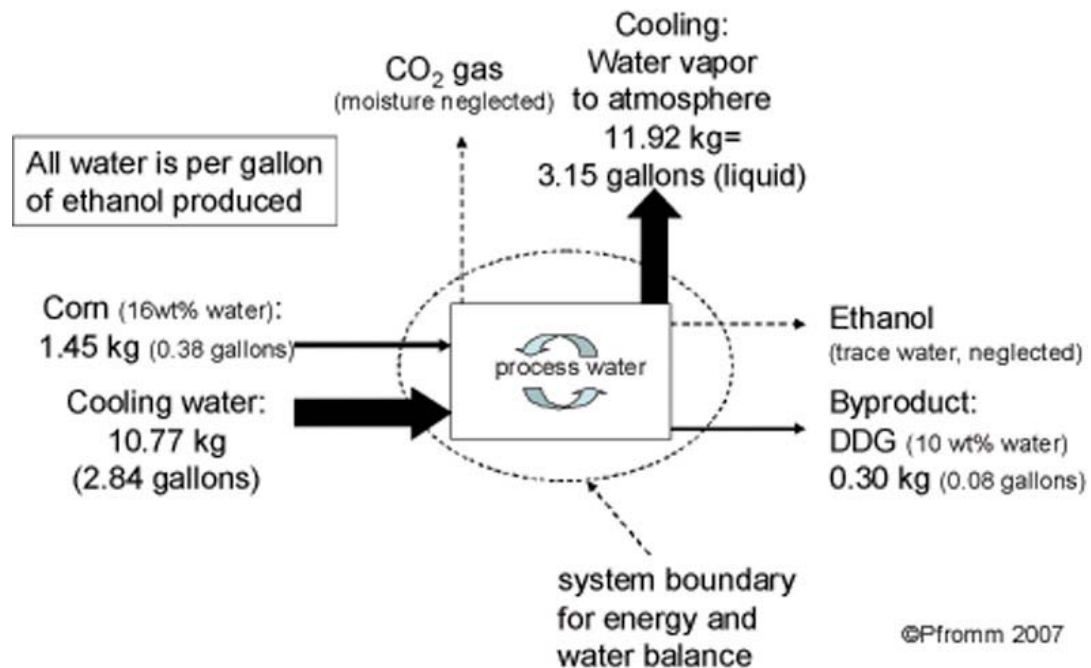 Cooling:
Water vapor
to atmosphere
11.92 kg=
3.15 gallons (liquid)
CO₂ gas
(moisture neglected)
All water is per gallon
of ethanol produced
Corn (16wt% water):
1.45 kg (0.38 gallons)
Cooling water:
10.77 kg
(2.84 gallons)
process water
Ethanol
(trace water, neglected)
Byproduct:
DDG (10 wt% water)
0.30 kg (0.08 gallons)
system boundary
for energy and
water balance
©Pfromm 2007